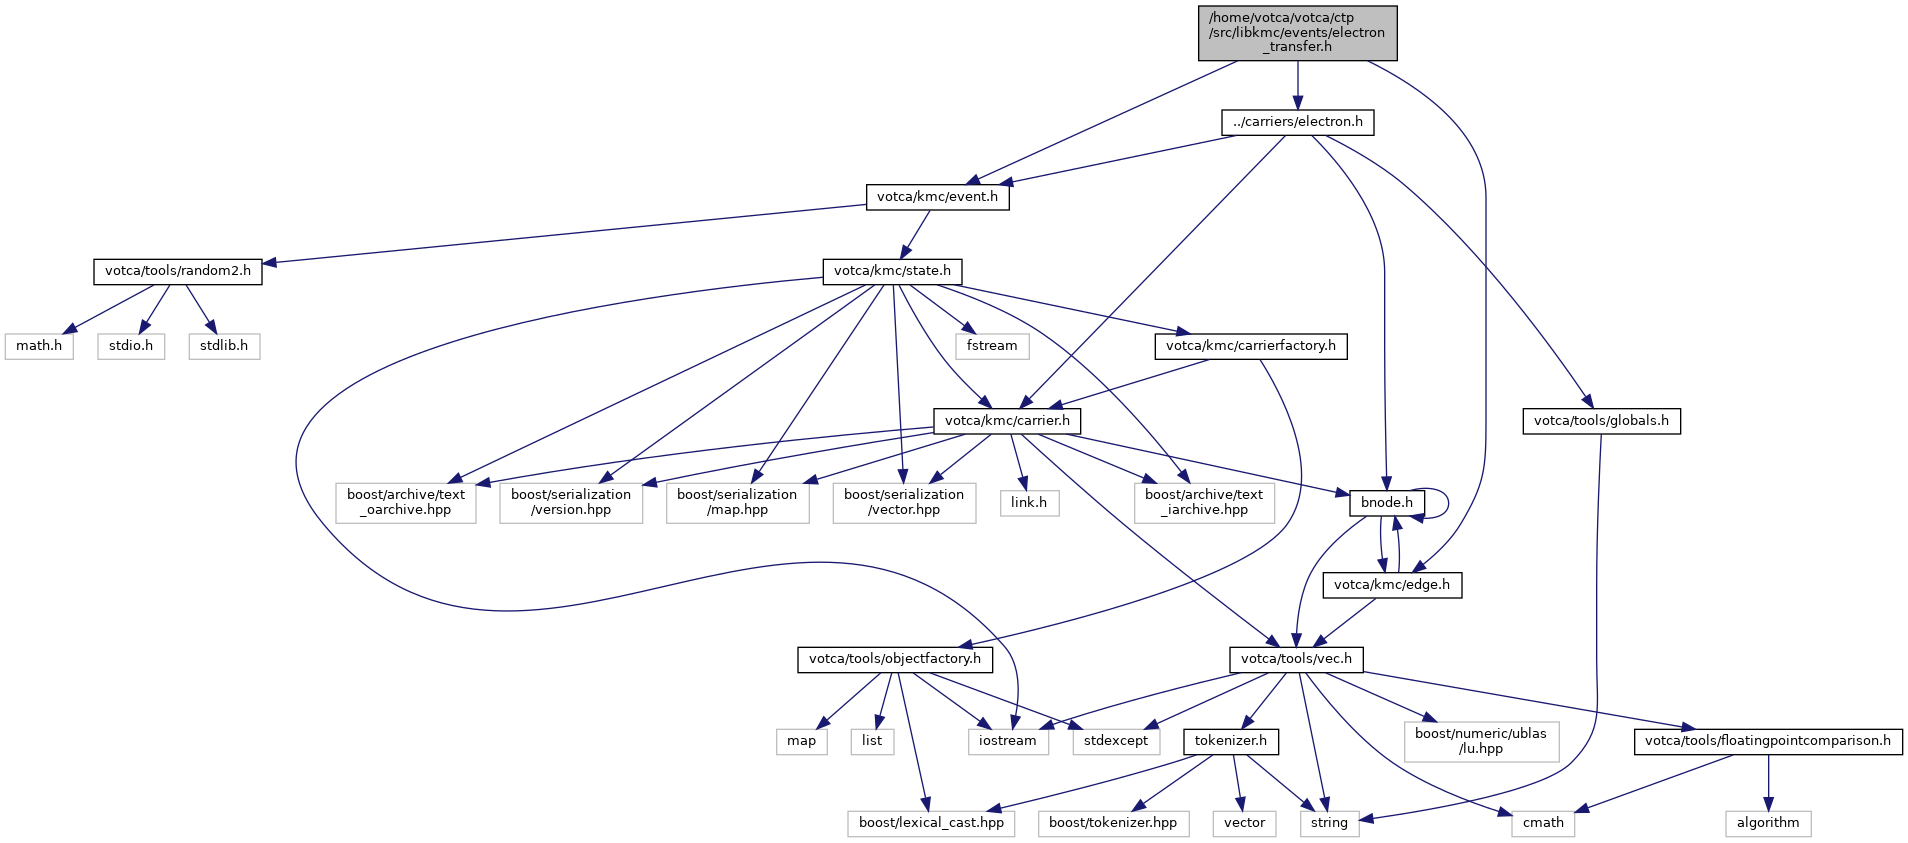 /home/votca/votca/ctp
/src/libkmc/events/electron
_transfer.h
../carriers/electron.h
votca/kmc/event.h
votca/tools/random2.h
votca/kmc/state.h
math.h
stdio.h
stdlib.h
fstream
votca/kmc/carrierfactory.h
votca/kmc/carrier.h
votca/tools/globals.h
boost/archive/text
_oarchive.hpp
boost/serialization
/version.hpp
boost/serialization
/map.hpp
boost/serialization
/vector.hpp
link.h
boost/archive/text
_iarchive.hpp
bnode.h
votca/kmc/edge.h
votca/tools/objectfactory.h
votca/tools/vec.h
map
list
iostream
stdexcept
tokenizer.h
boost/numeric/ublas
/lu.hpp
votca/tools/floatingpointcomparison.h
boost/lexical_cast.hpp
boost/tokenizer.hpp
vector
string
cmath
algorithm